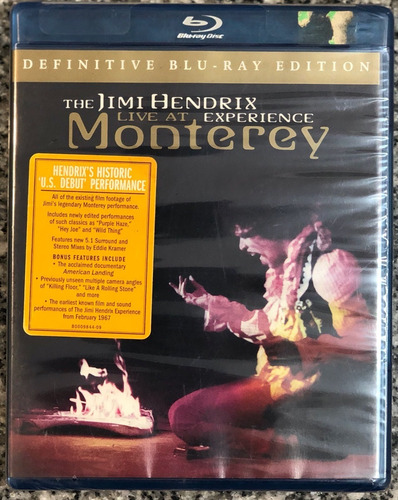 Blu-ray Disc
DEFINITIVE BLU-RAY EDITION
THE JIMI HENDRIX
LIVE AT EXPERIENCE
Monterey
HENDRIX'S HISTORIC
'U.S. DEBUT' PERFORMANCE
All of the existing film footage of
Jimi's legendary Monterey performance.
Includes newly edited performances
of such classics as "Purple Haze,"
"Hey Joe" and "Wild Thing"
Features new 5.1 Surround and
Stereo Mixes by Eddie Kramer
BONUS FEATURES INCLUDE
• The acclaimed documentary
American Landing
• Previously unseen multiple camera angles
of "Killing Floor," "Like A Rolling Stone"
and more
• The earliest known film and sound
performances of The Jimi Hendrix Experience
from February 1967